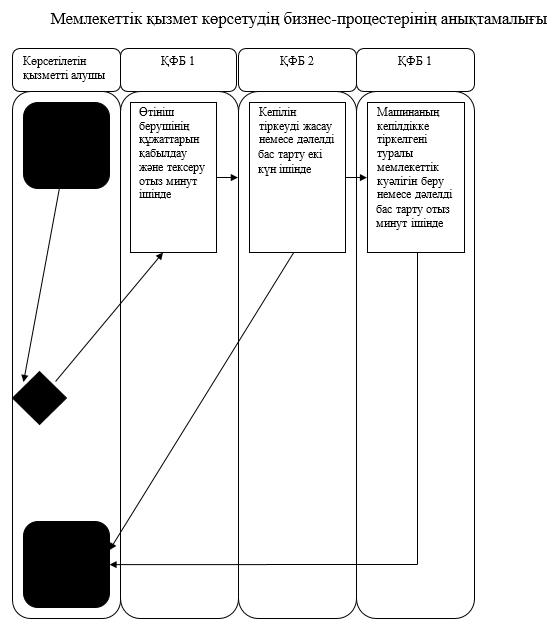 Мемлекеттік қызмет көрсетудің бизнес-процестерінің анықтамалығы
Көрсетілетін
қызметті алушы
ҚФБ 1
ҚФБ 2
ҚФБ 1
Өтініш
берушінің
құжаттарын
қабылдау
және тексеру
отыз минут
ішінде
Кепілін
тіркеуді жасау
немесе дәлелді
бас тарту екі
күн ішінде
Машинаның
кепілдікке
тіркелгені
туралы
мемлекеттік
куәлігін беру
немесе дәлелді
бас тарту отыз
минут ішінде